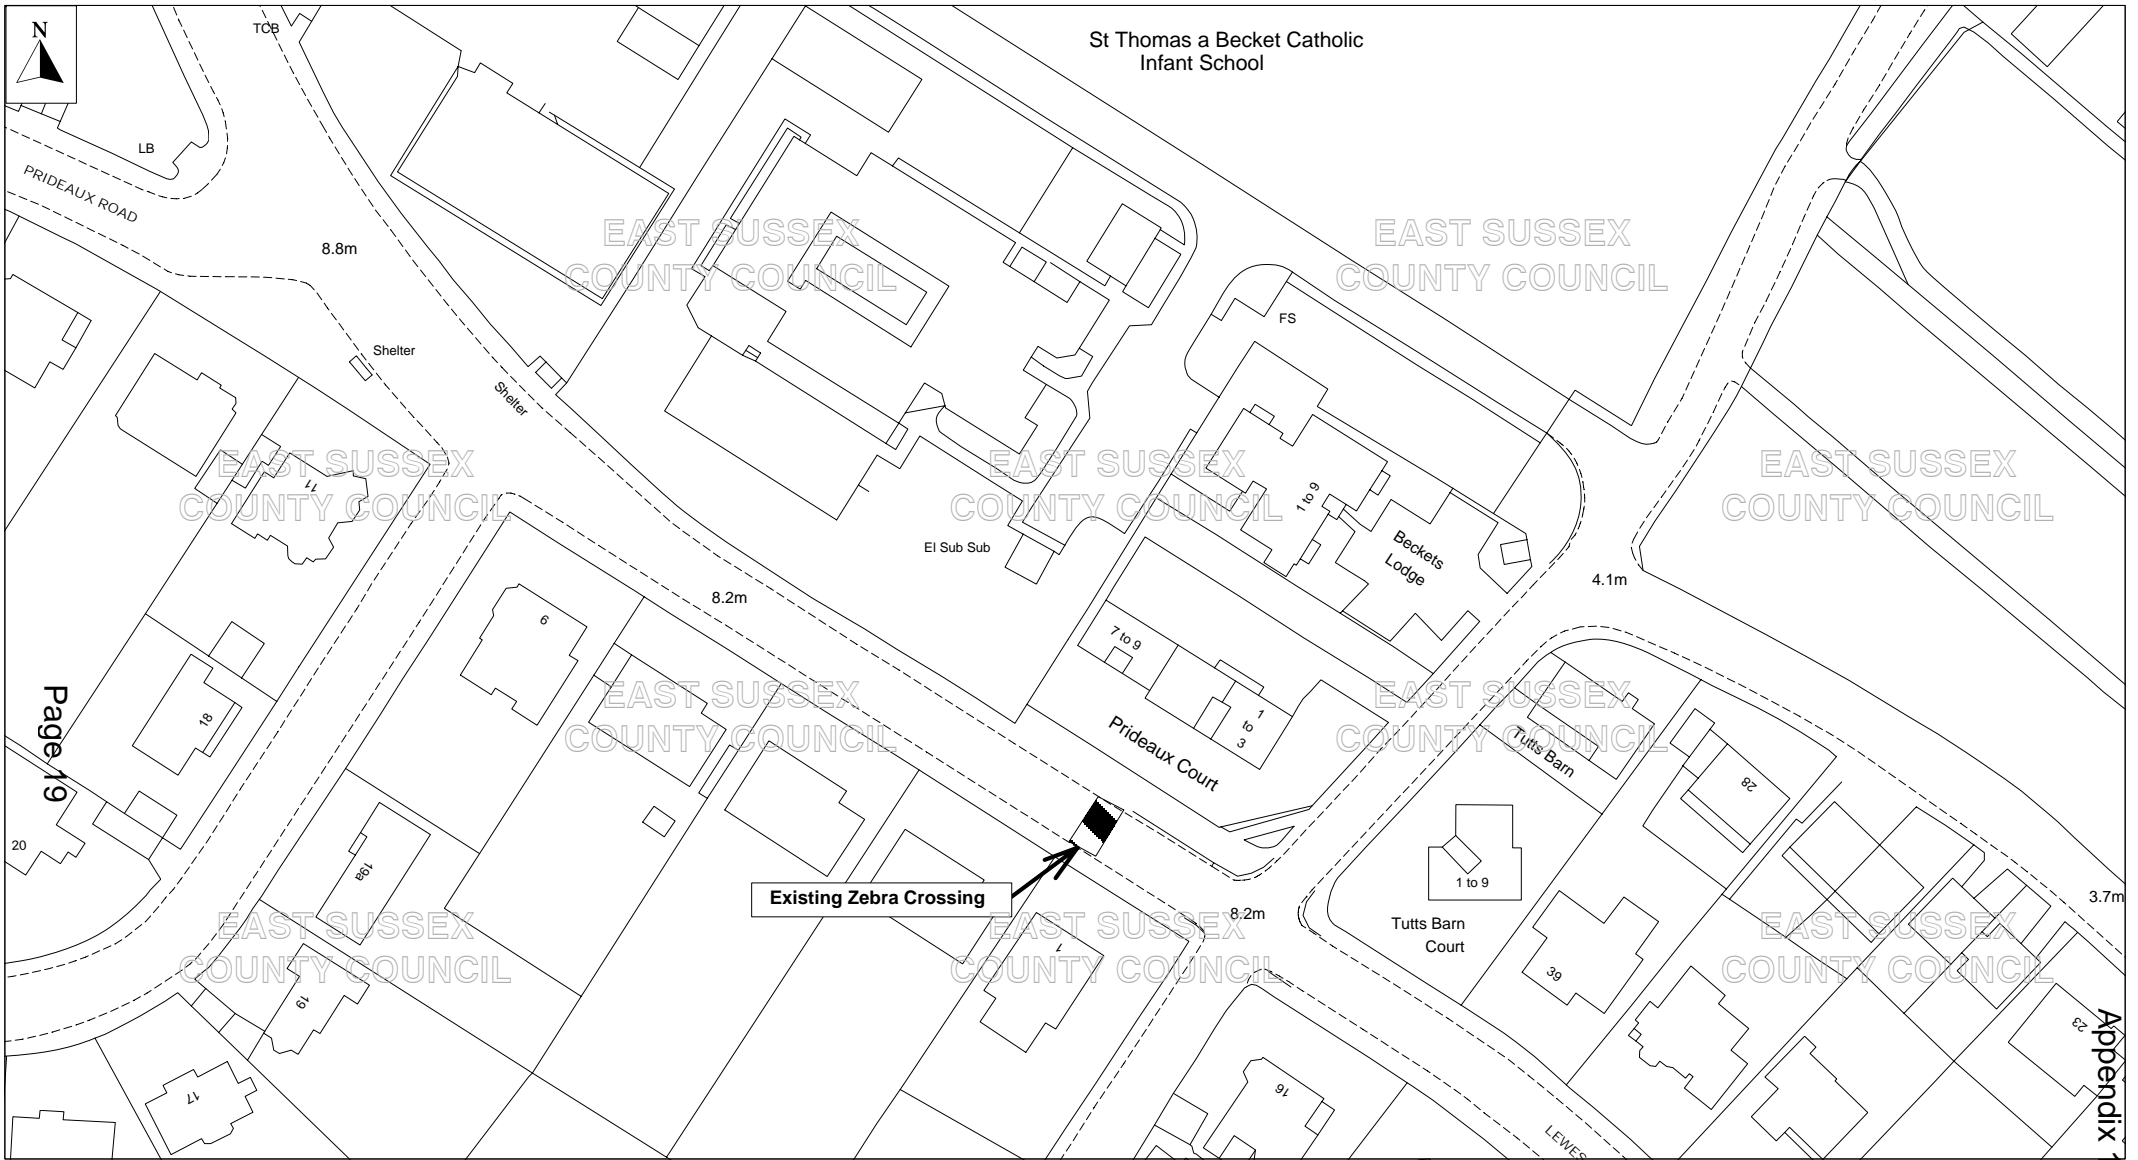 N
TCB
St Thomas a Becket Catholic
Infant School
LB
PRIDEAUX ROAD
8.8m
EAST SUSSEX
COUNTY COUNCIL
EAST SUSSEX
COUNTY COUNCIL
FS
Shelter
Shelter
EAST SUSSEX
COUNTY COUNCIL
EAST SUSSEX
COUNTY COUNCIL
EAST SUSSEX
COUNTY COUNCIL
11
1 to 9
El Sub Sub
Beckets
Lodge
4.1m
8.2m
9
7 to 9
EAST SUSSEX
COUNTY COUNCIL
EAST SUSSEX
COUNTY COUNCIL
Page 19
18
1
to
3
Prideaux Court
Tutts Barn
28
20
19a
Existing Zebra Crossing
1 to 9
3.7m
8.2m
Tutts Barn
Court
EAST SUSSEX
COUNTY COUNCIL
EAST SUSSEX
COUNTY COUNCIL
EAST SUSSEX
COUNTY COUNCIL
1
39
19
23
Appendix
17
16
LEWES